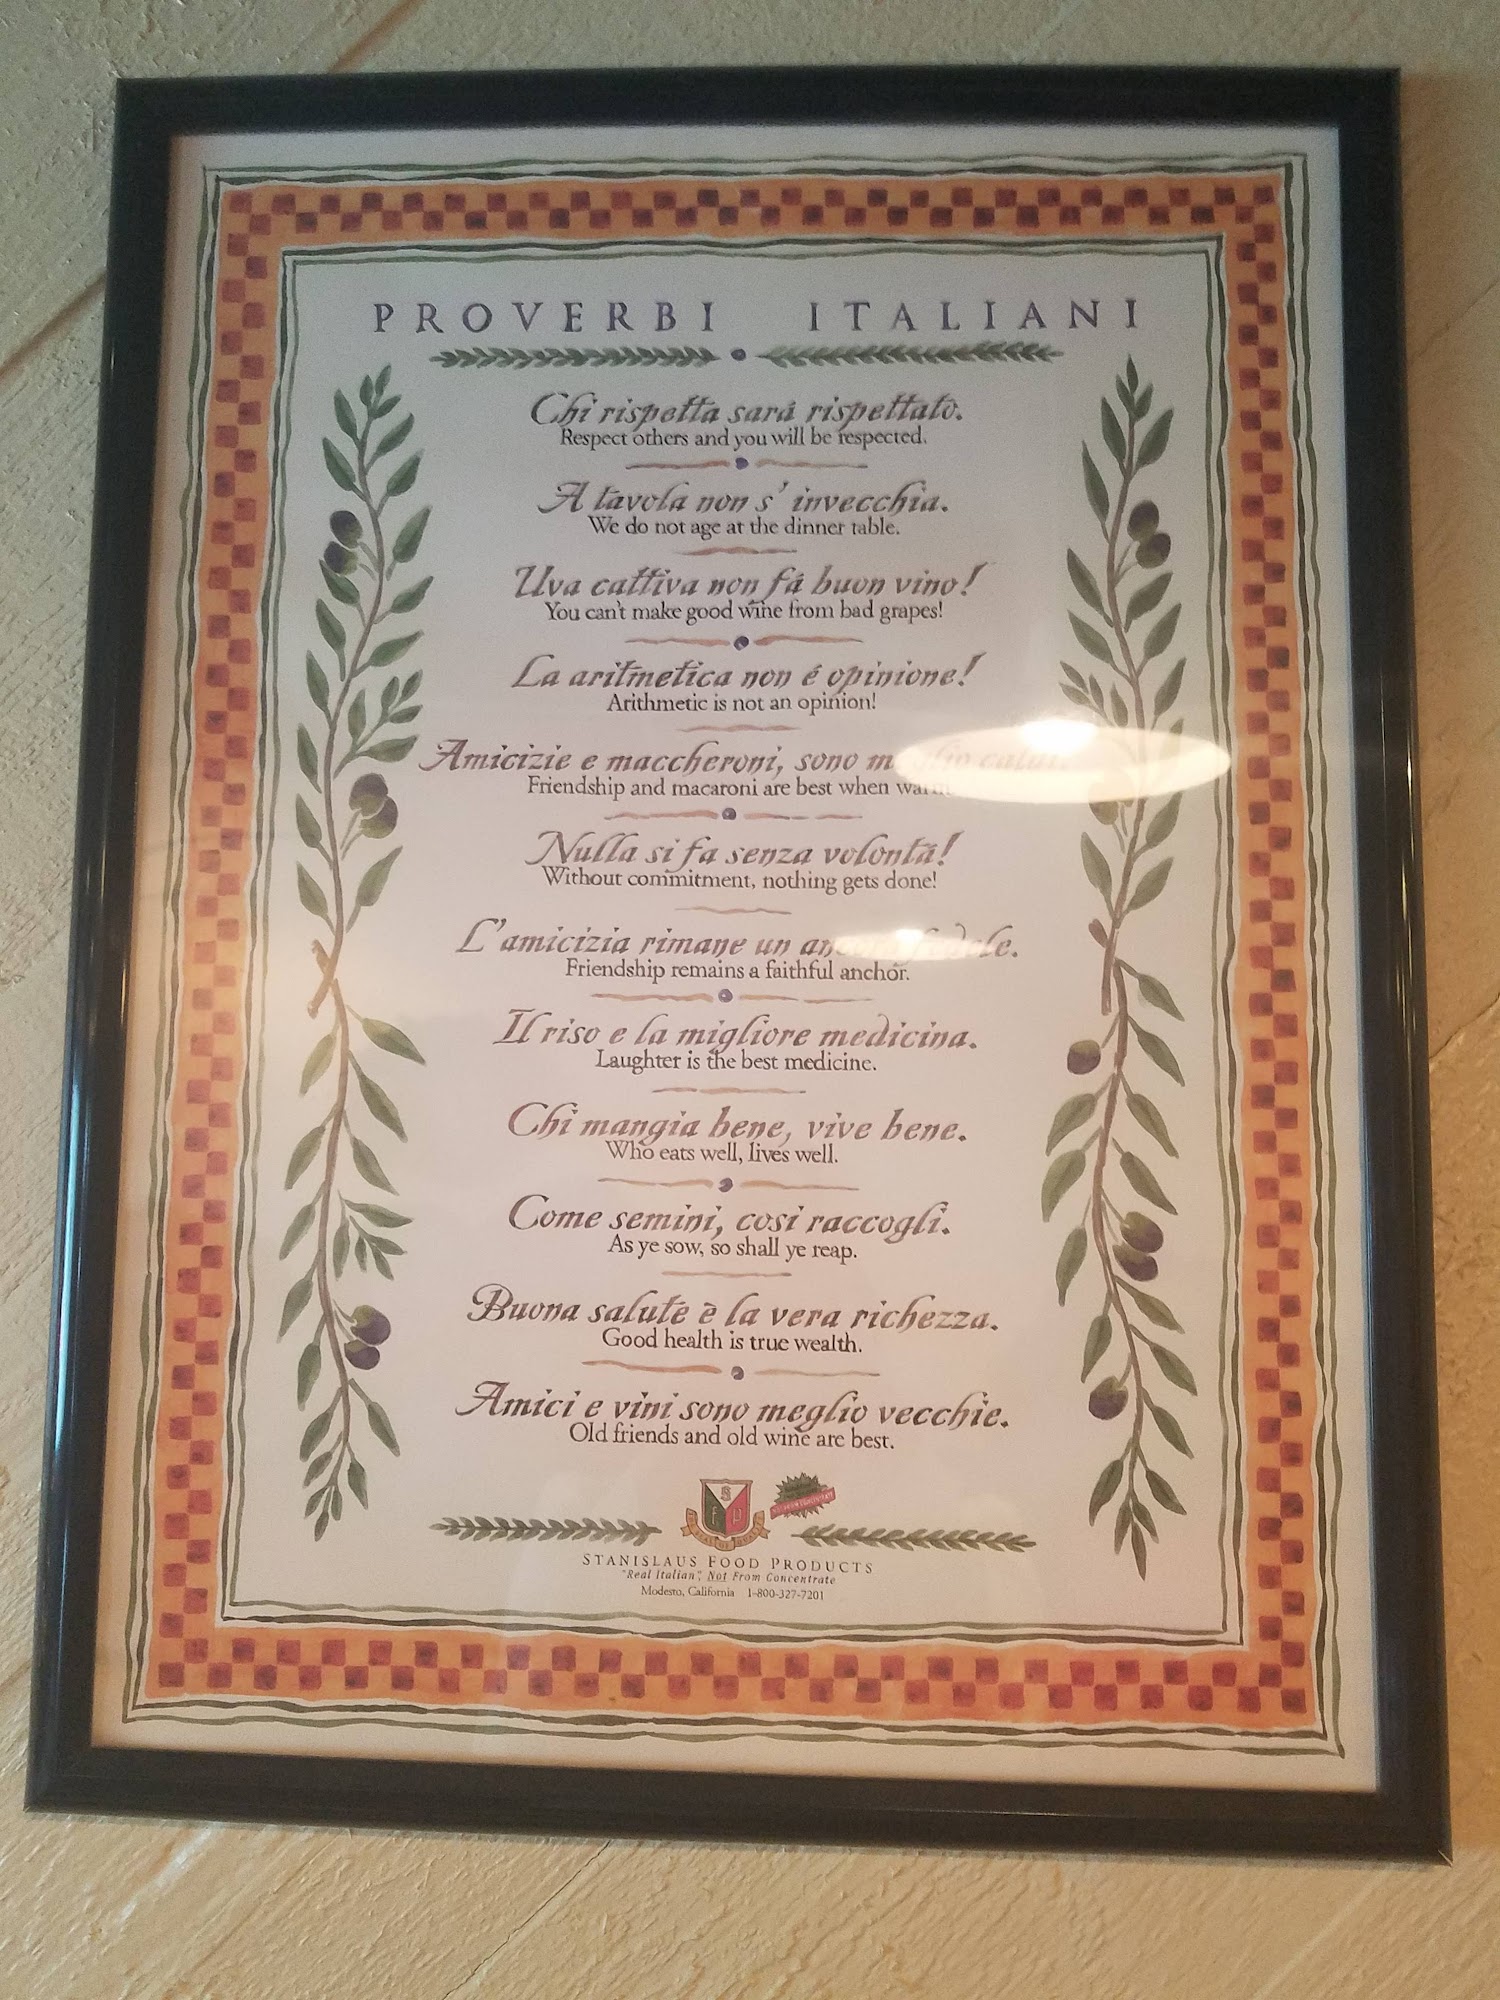 PROVERBI ITALIANI
Chi rispetta sará rispettato.
Respect others and you will be respected.
A tavola non s' invecchia.
We do not age at the dinner table.
Uva cattiva non fá buon vino!
You can't make good wine from bad grapes!
La aritmetica non é opinione!
Arithmetic is not an opinion!
Amicizie e maccheroni, sono
Friendship and macaroni are best when
Nulla si fa senza volontá!
Without commitment, nothing gets done!
L'amicizia rimane un
Friendship remains a faithful anchor.
Il riso e la migliore medicina.
Laughter is the best medicine.
Chi mangia bene, vive bene.
Who eats well, lives well.
Come semini, cosi raccogli.
As ye sow, so shall ye reap.
Buona salute è la vera richezza.
Good health is true wealth.
Amici e vini sono meglio vecchie.
Old friends and old wine are best.
S
F P
STANISLAUS FOOD PRODUCTS
"Real Italian", Not From Concentrate
Modesto, California 1-800-327-7201